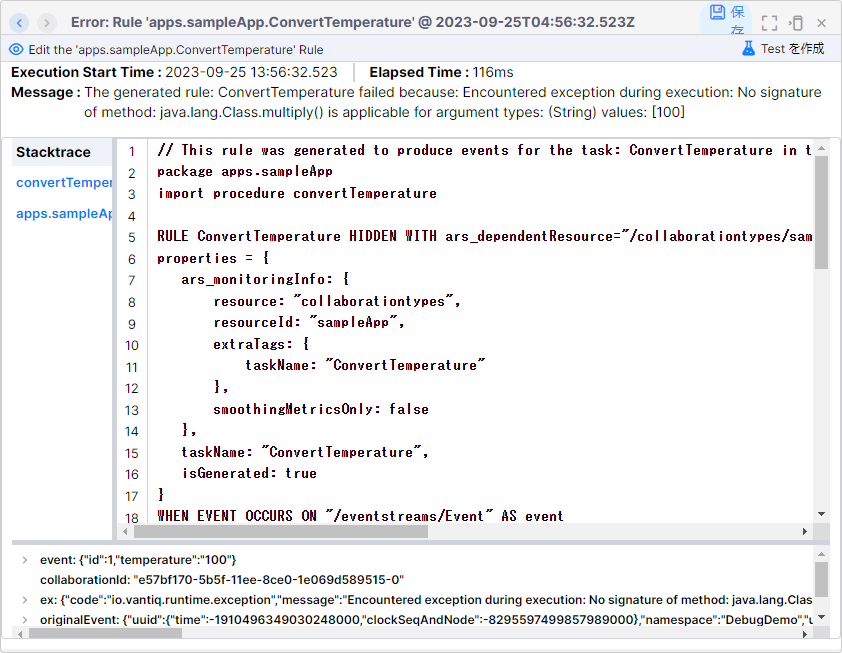 Error: Rule 'apps.sampleApp.ConvertTemperature' @ 2023-09-25T04:56:32.523Z
保存
Edit the 'apps.sampleApp.ConvertTemperature' Rule
Test を作成
Execution Start Time : 2023-09-25 13:56:32.523
Elapsed Time : 116ms
Message : The generated rule: ConvertTemperature failed because: Encountered exception during execution: No signature
of method: java.lang.Class.multiply() is applicable for argument types: (String) values: [100]
Stacktrace
convertTemper
apps.sampleAp
1 // This rule was generated to produce events for the task: ConvertTemperature in t
2 package apps.sampleApp
3 import procedure convertTemperature
4
5 RULE ConvertTemperature HIDDEN WITH ars_dependentResource="/collaborationtypes/sam
6 properties = {
7 ars_monitoringInfo: {
8 resource: "collaborationtypes",
9 resourceId: "sampleApp",
10 extraTags: {
11 taskName: "ConvertTemperature"
12 },
13 smoothingMetricsOnly: false
14 },
15 taskName: "ConvertTemperature",
16 isGenerated: true
17 }
18 WHEN EVENT OCCURS ON "/eventstreams/Event" AS event
event: {"id":1,"temperature":"100"}
collaborationId: "e57bf170-5b5f-11ee-8ce0-1e069d589515-0"
ex: {"code":"io.vantiq.runtime.exception","message":"Encountered exception during execution: No signature of method: java.lang.Clas
originalEvent: {"uuid":{"time":-1910496349030248000,"clockSeqAndNode":-8295597499857989000},"namespace":"DebugDemo","u